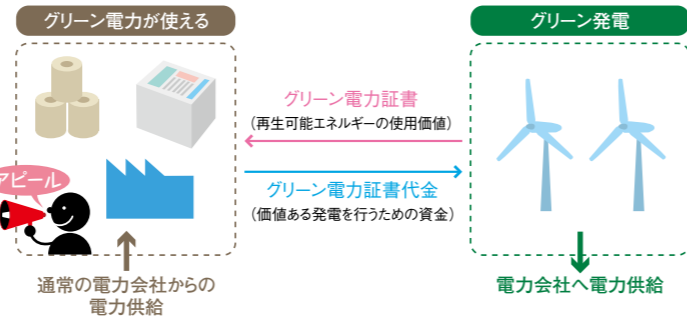 グリーン電力が使える
グリーン発電
グリーン電力証書
(再生可能エネルギーの使用価値)
アピール
グリーン電力証書代金
(価値ある発電を行うための資金)
通常の電力会社からの
電力供給
電力会社へ電力供給